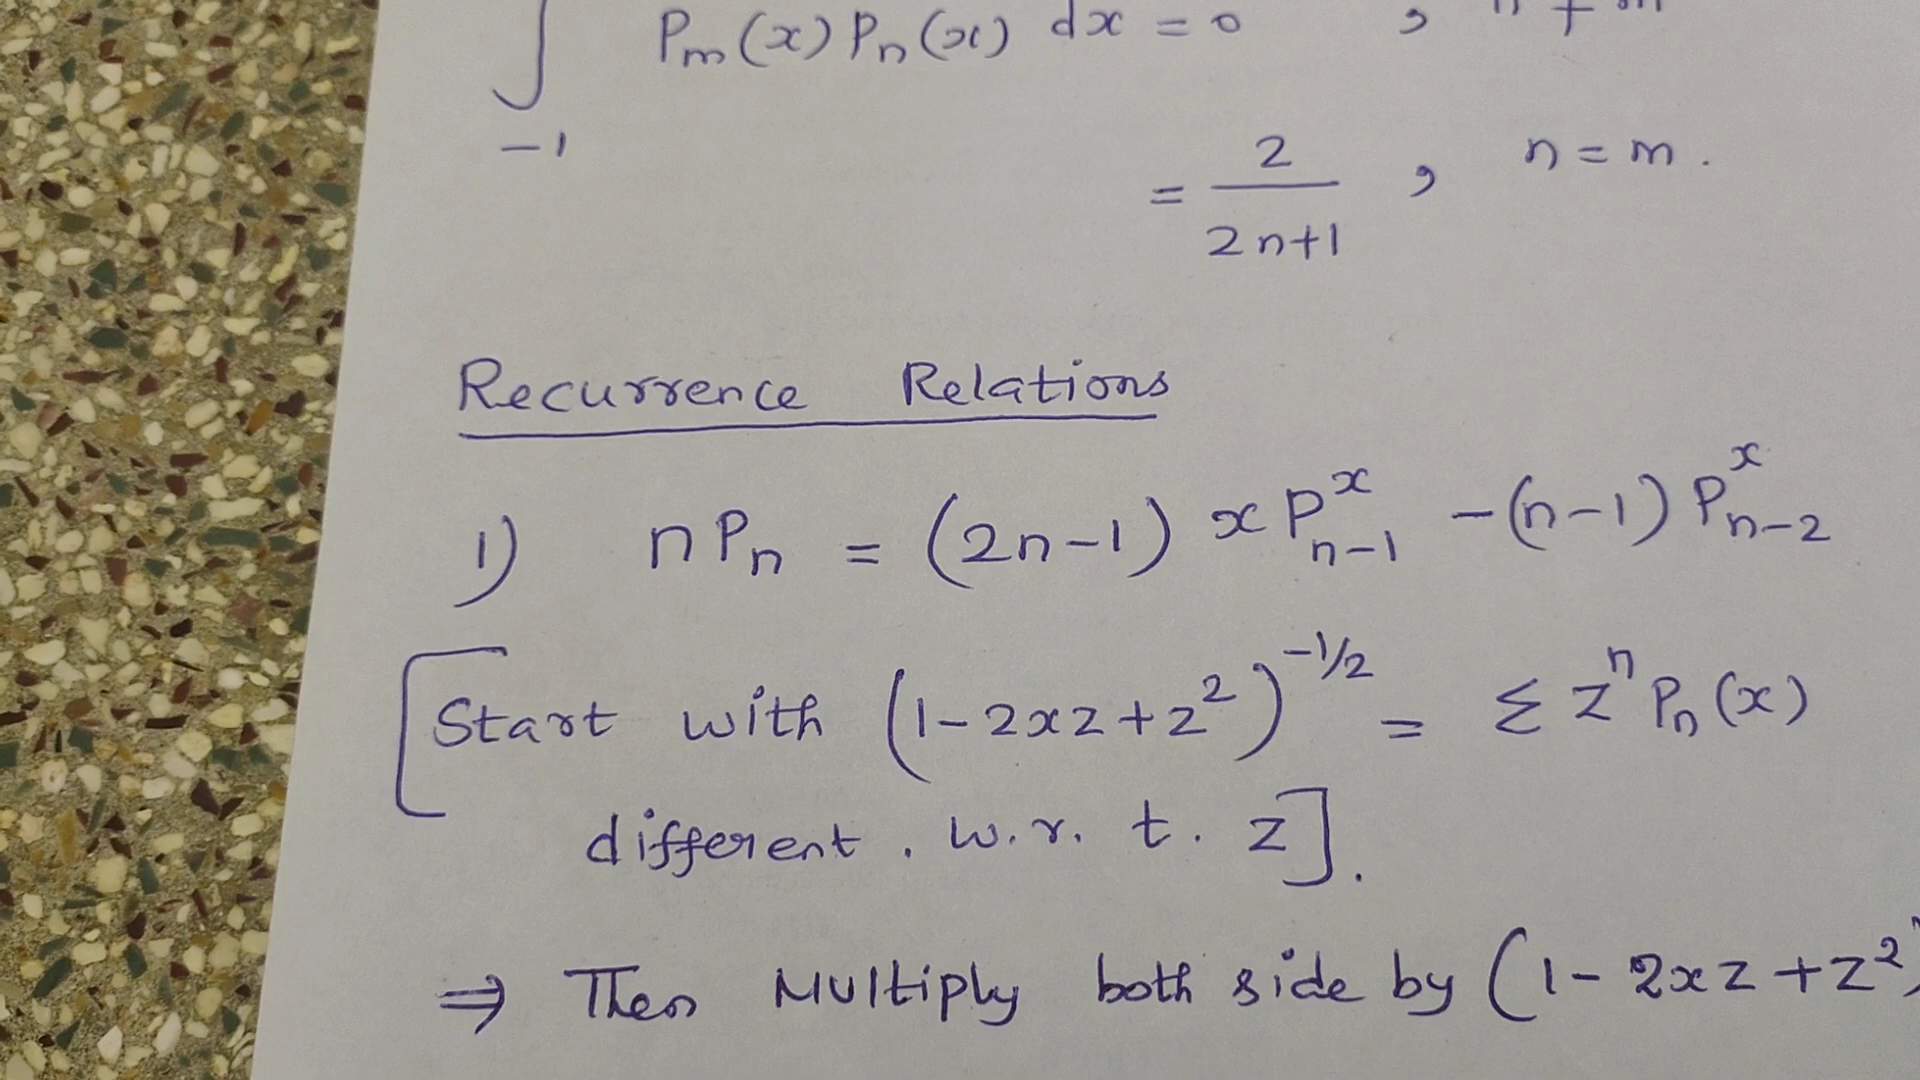 ∫ Pm(x) Pn(x) dx = 0 , n ≠ m
-1
= 2/(2n+1) , n = m.
Recurrence Relations
1) nPn = (2n-1) x P^x_{n-1} - (n-1) P^x_{n-2}
[Start with (1-2xz+z²)^{-1/2} = Σ z^n Pn(x)
different. w.r.t. z].
⇒ Then Multiply both side by (1-2xz+z²)